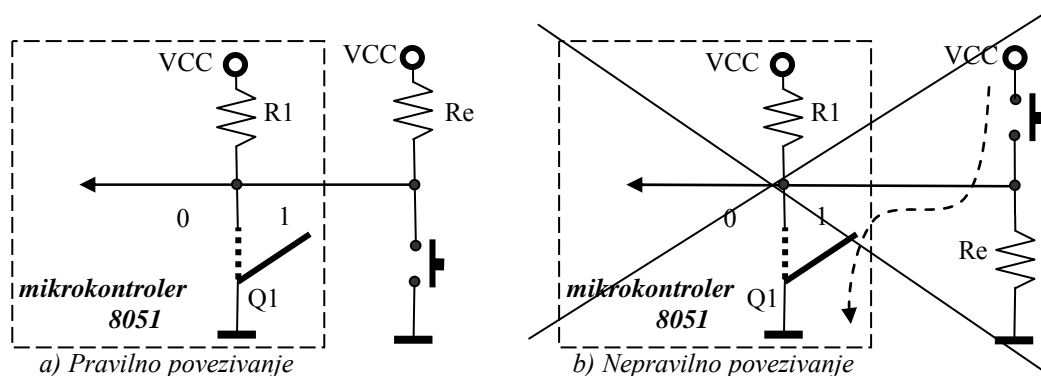 VCC
VCC
R1
Re
0
1
Q1
mikrokontroler
8051
a) Pravilno povezivanje
VCC
VCC
R1
0
1
Re
Q1
mikrokontroler
8051
b) Nepravilno povezivanje